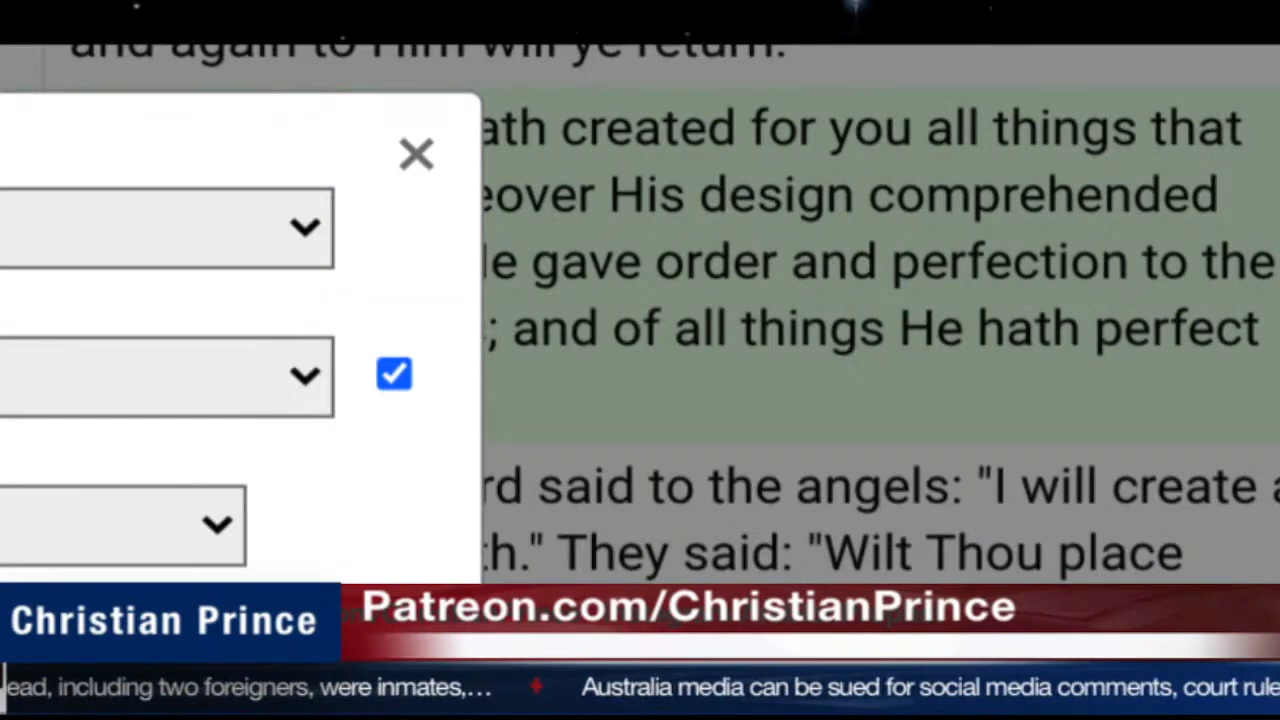 and again to Him will ye return.
ath created for you all things that
eover His design comprehended
He gave order and perfection to the
; and of all things He hath perfect
rd said to the angels: "I will create a
th." They said: "Wilt Thou place
Christian Prince
Patreon.com/ChristianPrince
ead, including two foreigners, were inmates,…
Australia media can be sued for social media comments, court rule